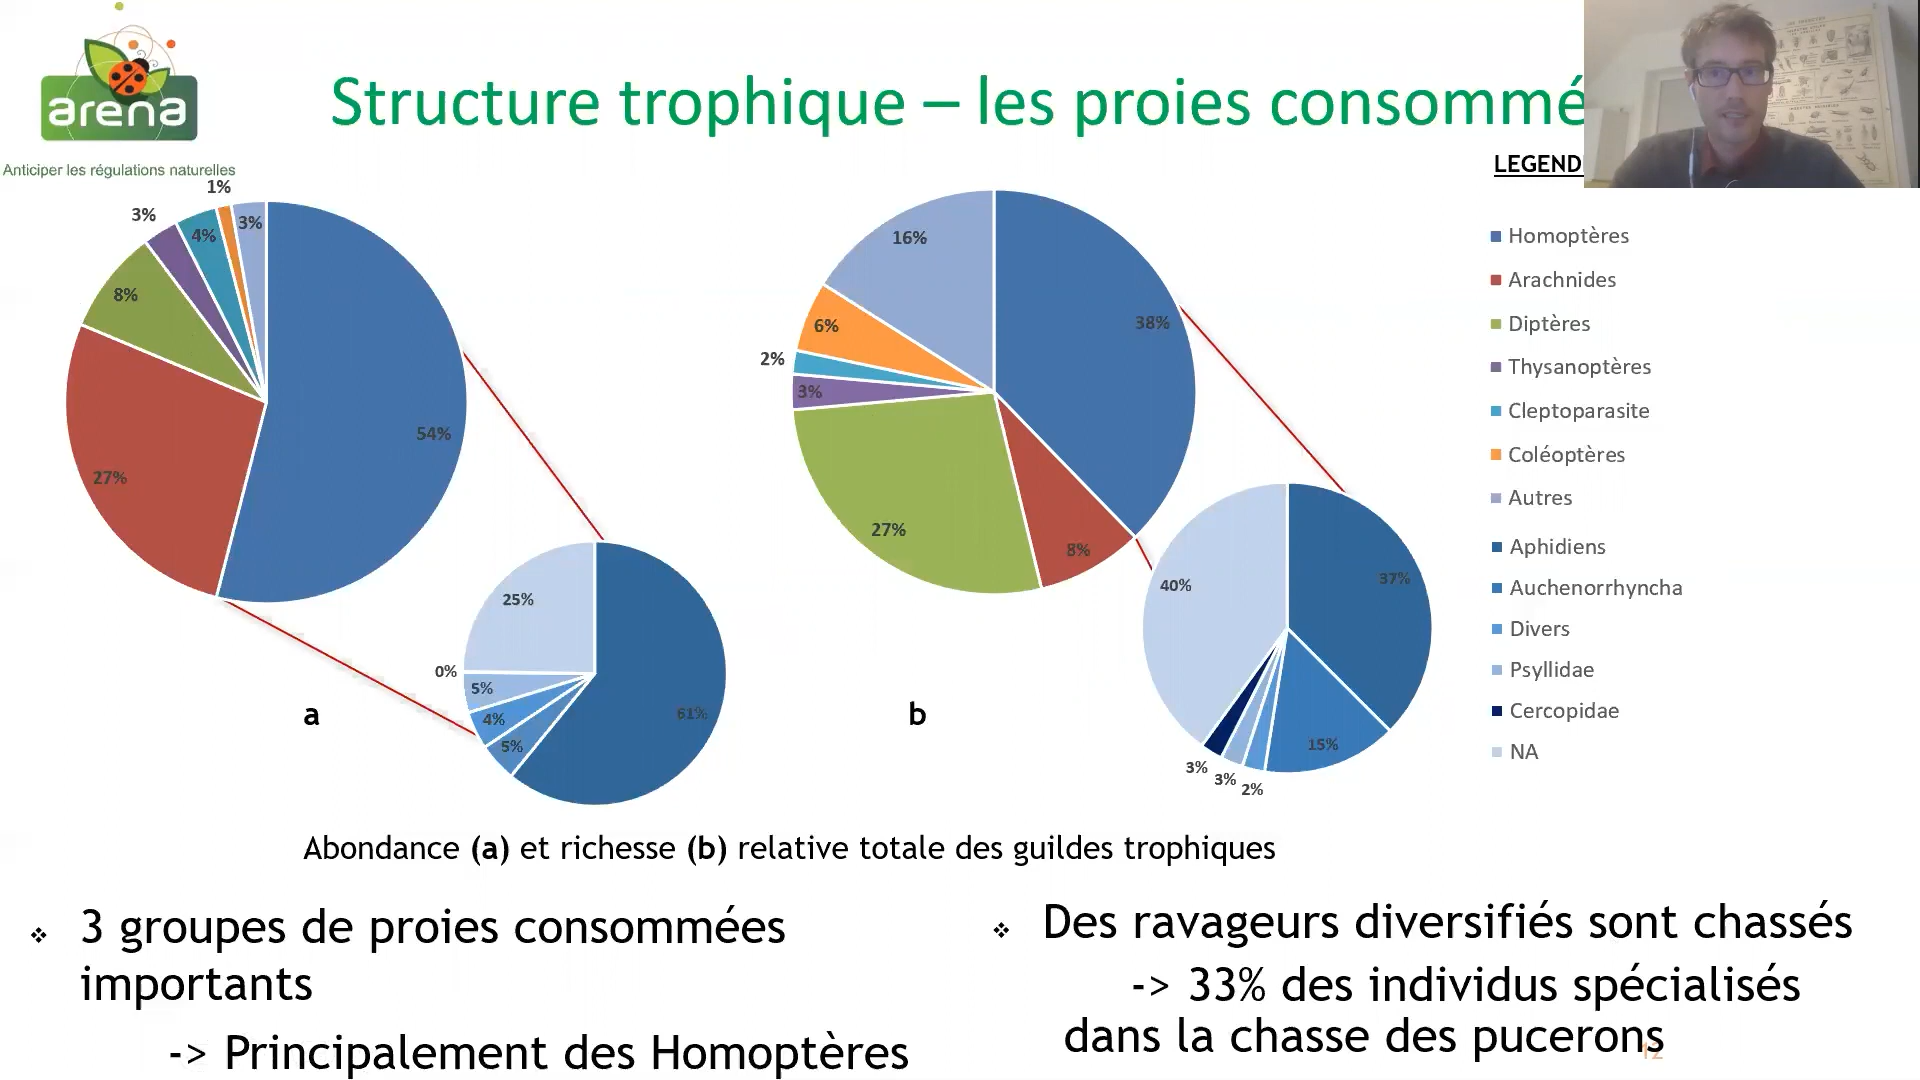 arena
Anticiper les régulations naturelles
Structure trophique – les proies consommé
LEGEND
1%
3%
4%
3%
8%
54%
27%
25%
0%
5%
4%
5%
61%
a
16%
38%
6%
2%
3%
27%
8%
40%
37%
15%
3%
3%
2%
b
Homoptères
Arachnides
Diptères
Thysanoptères
Cleptoparasite
Coléoptères
Autres
Aphidiens
Auchenorrhyncha
Divers
Psyllidae
Cercopidae
NA
Abondance (a) et richesse (b) relative totale des guildes trophiques
❖ 3 groupes de proies consommées
importants
-> Principalement des Homoptères
❖ Des ravageurs diversifiés sont chassés
-> 33% des individus spécialisés
dans la chasse des pucerons
12